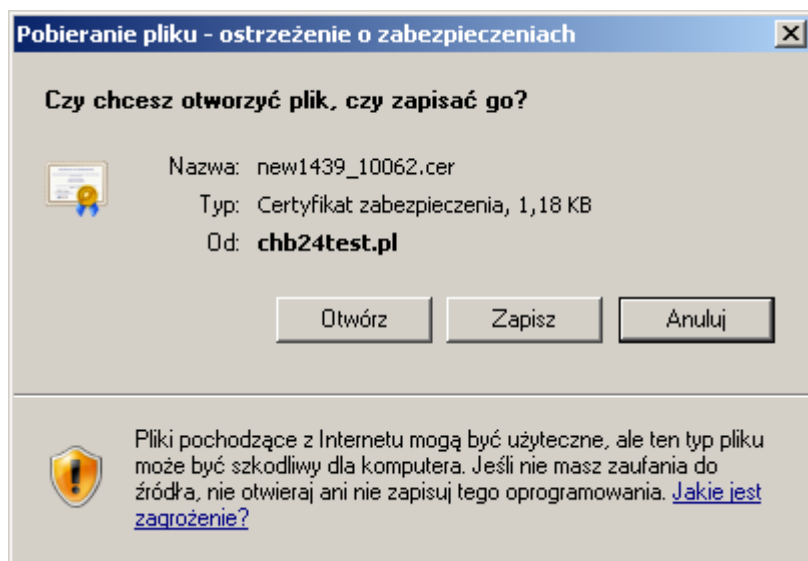 Pobieranie pliku - ostrzeżenie o zabezpieczeniach
Czy chcesz otworzyć plik, czy zapisać go?
Nazwa: new1439_10062.cer
Typ: Certyfikat zabezpieczenia, 1,18 KB
Od: chb24test.pl
Otwórz Zapisz Anuluj
Pliki pochodzące z Internetu mogą być użyteczne, ale ten typ pliku
może być szkodliwy dla komputera. Jeśli nie masz zaufania do
źródła, nie otwieraj ani nie zapisuj tego oprogramowania. Jakie jest
zagrożenie?